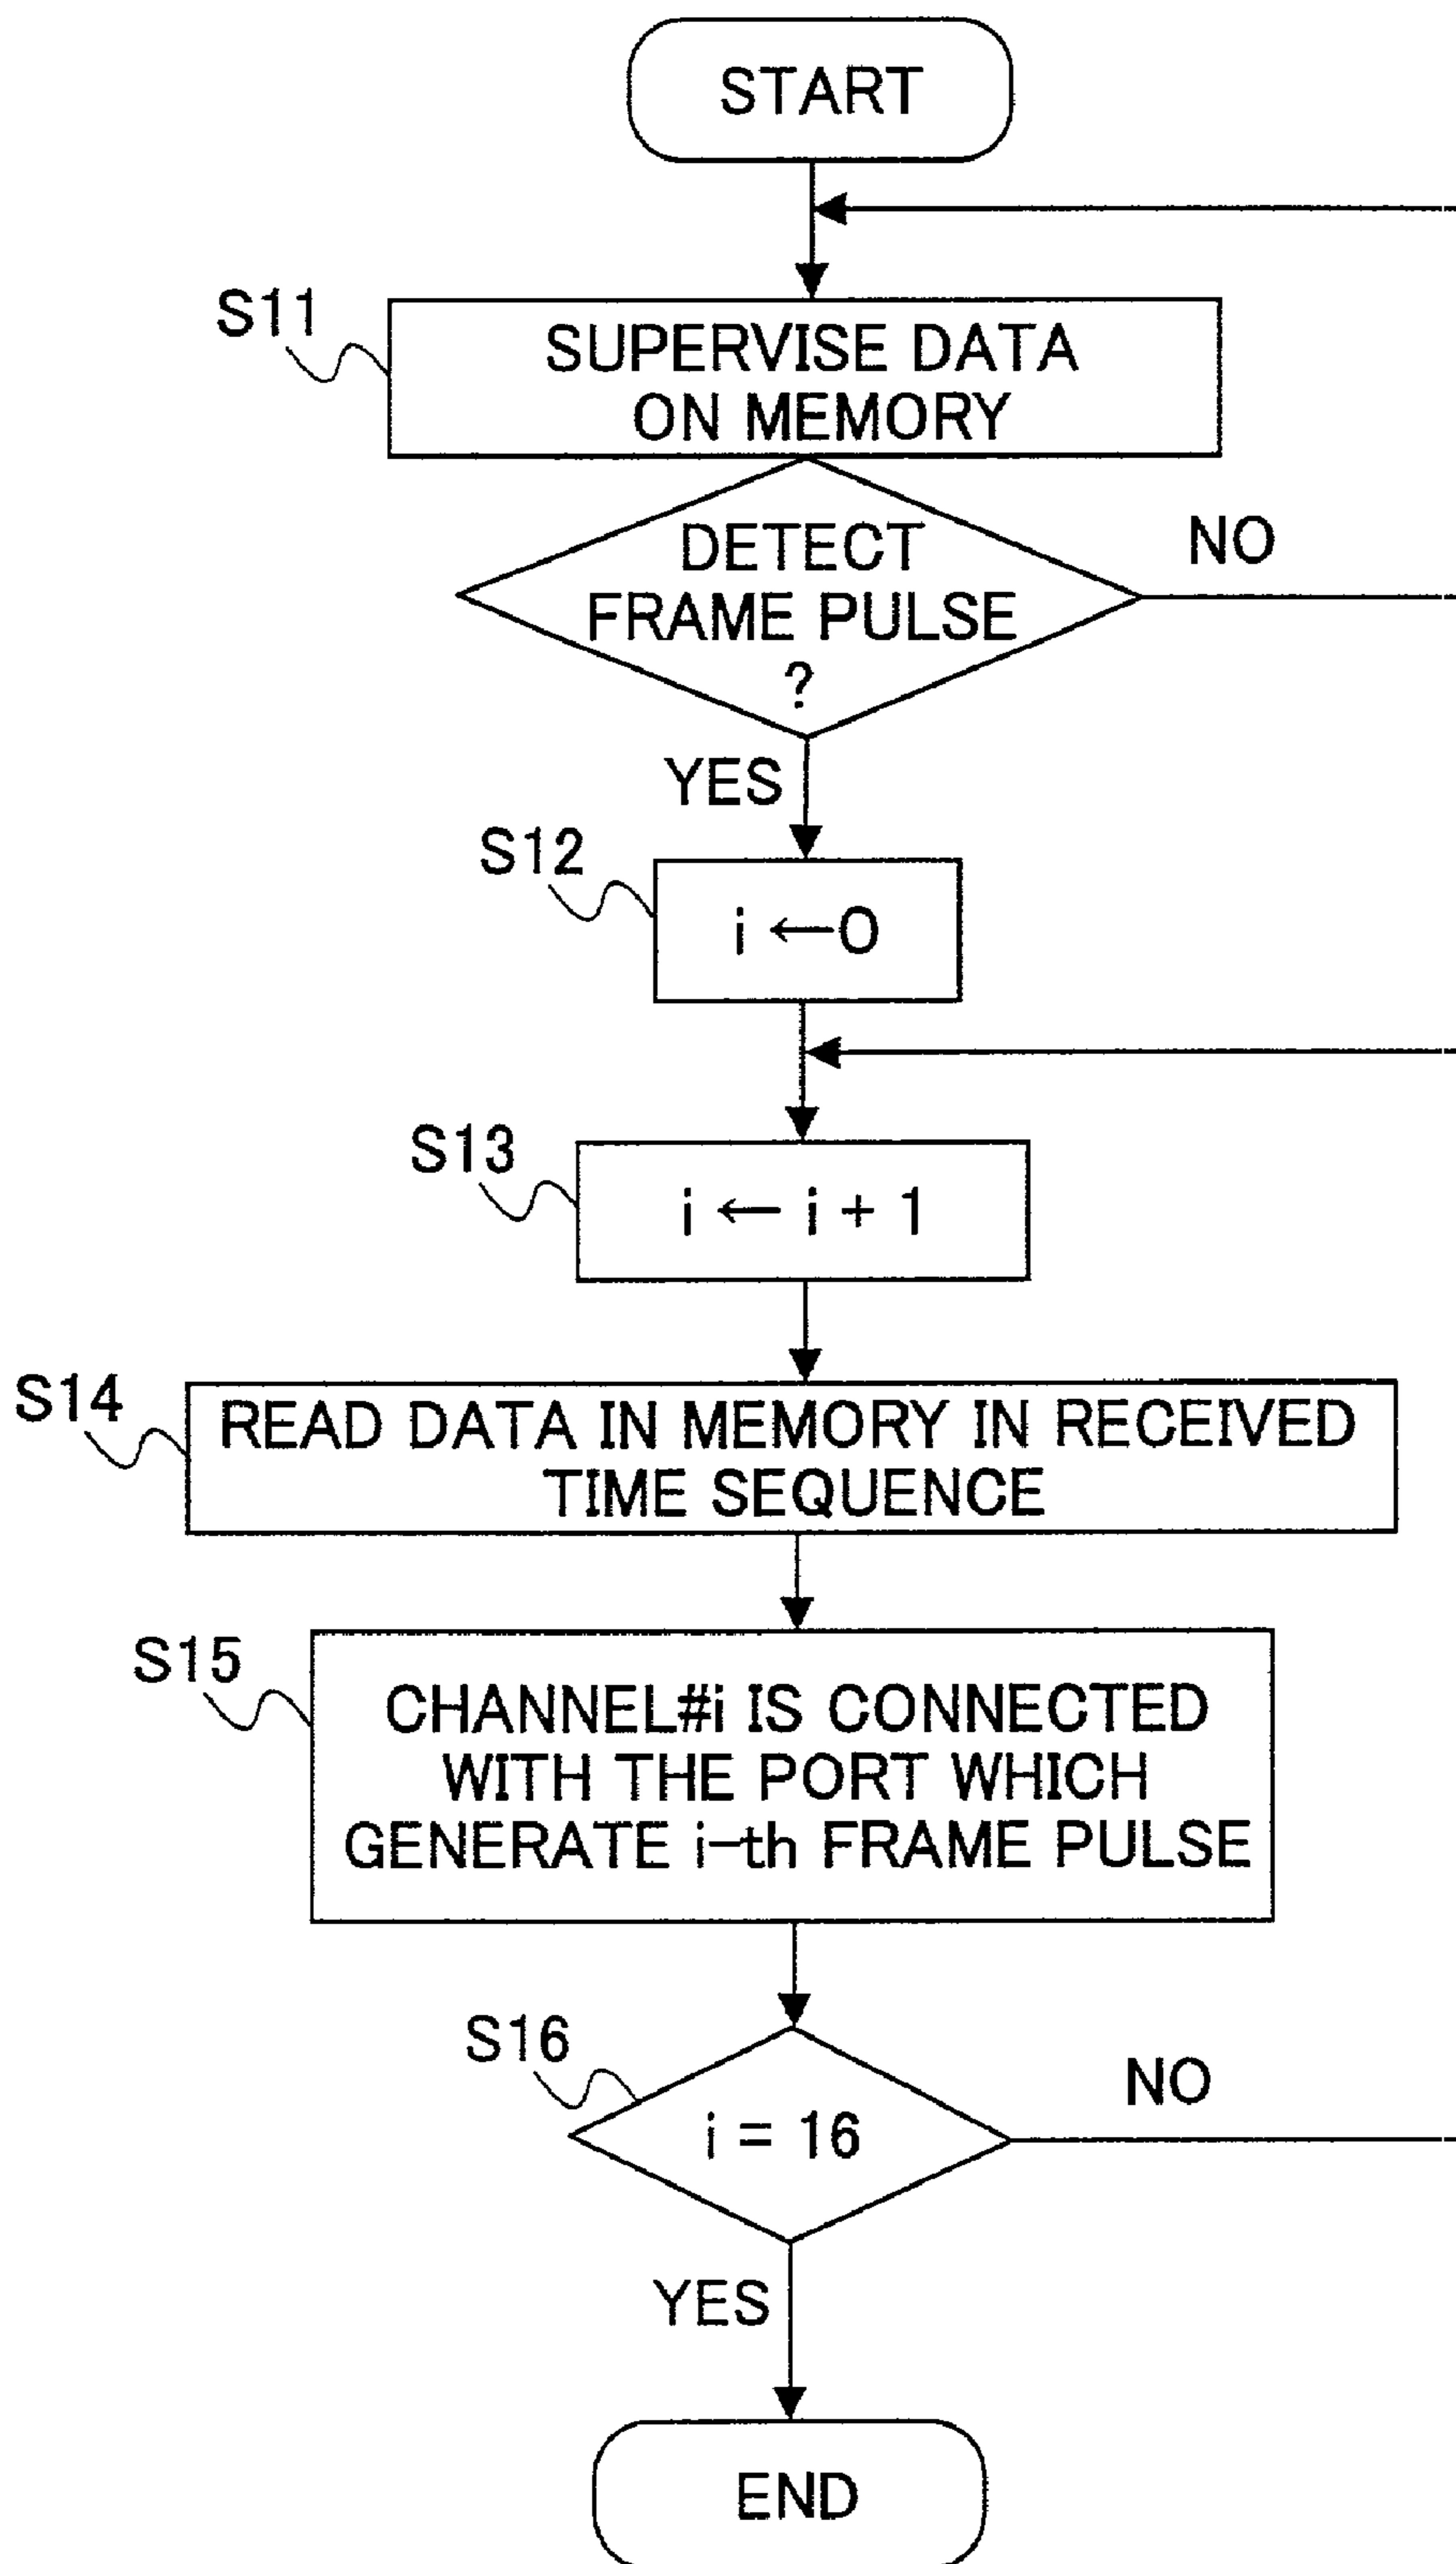 START
S11
SUPERVISE DATA
ON MEMORY
DETECT
FRAME PULSE
?
NO
YES
S12
i ←0
S13
i ← i + 1
S14
READ DATA IN MEMORY IN RECEIVED
TIME SEQUENCE
S15
CHANNEL#i IS CONNECTED
WITH THE PORT WHICH
GENERATE i-th FRAME PULSE
S16
i = 16
NO
YES
END